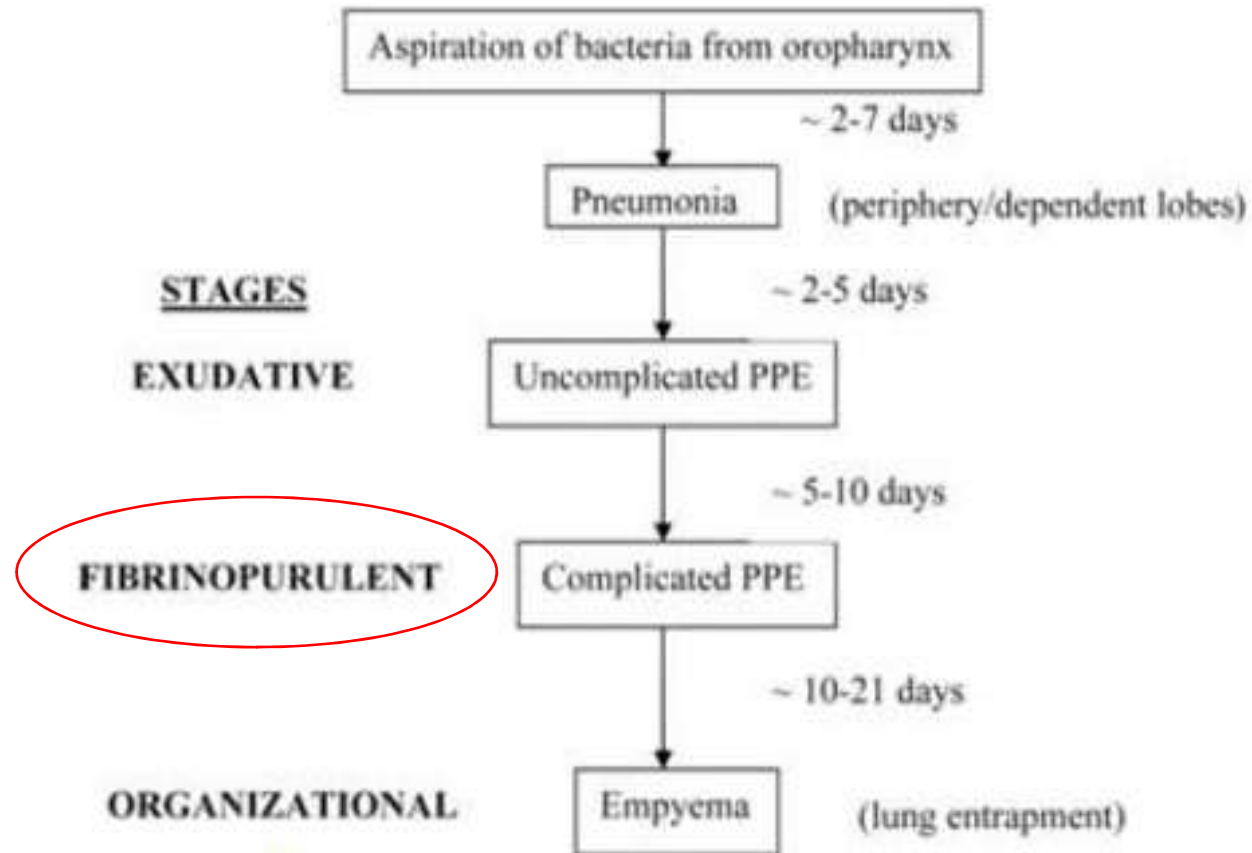 Aspiration of bacteria from oropharynx
~ 2-7 days
Pneumonia (periphery/dependent lobes)
STAGES
~ 2-5 days
EXUDATIVE Uncomplicated PPE
~ 5-10 days
FIBRINOPURULENT Complicated PPE
~ 10-21 days
ORGANIZATIONAL Empyema (lung entrapment)